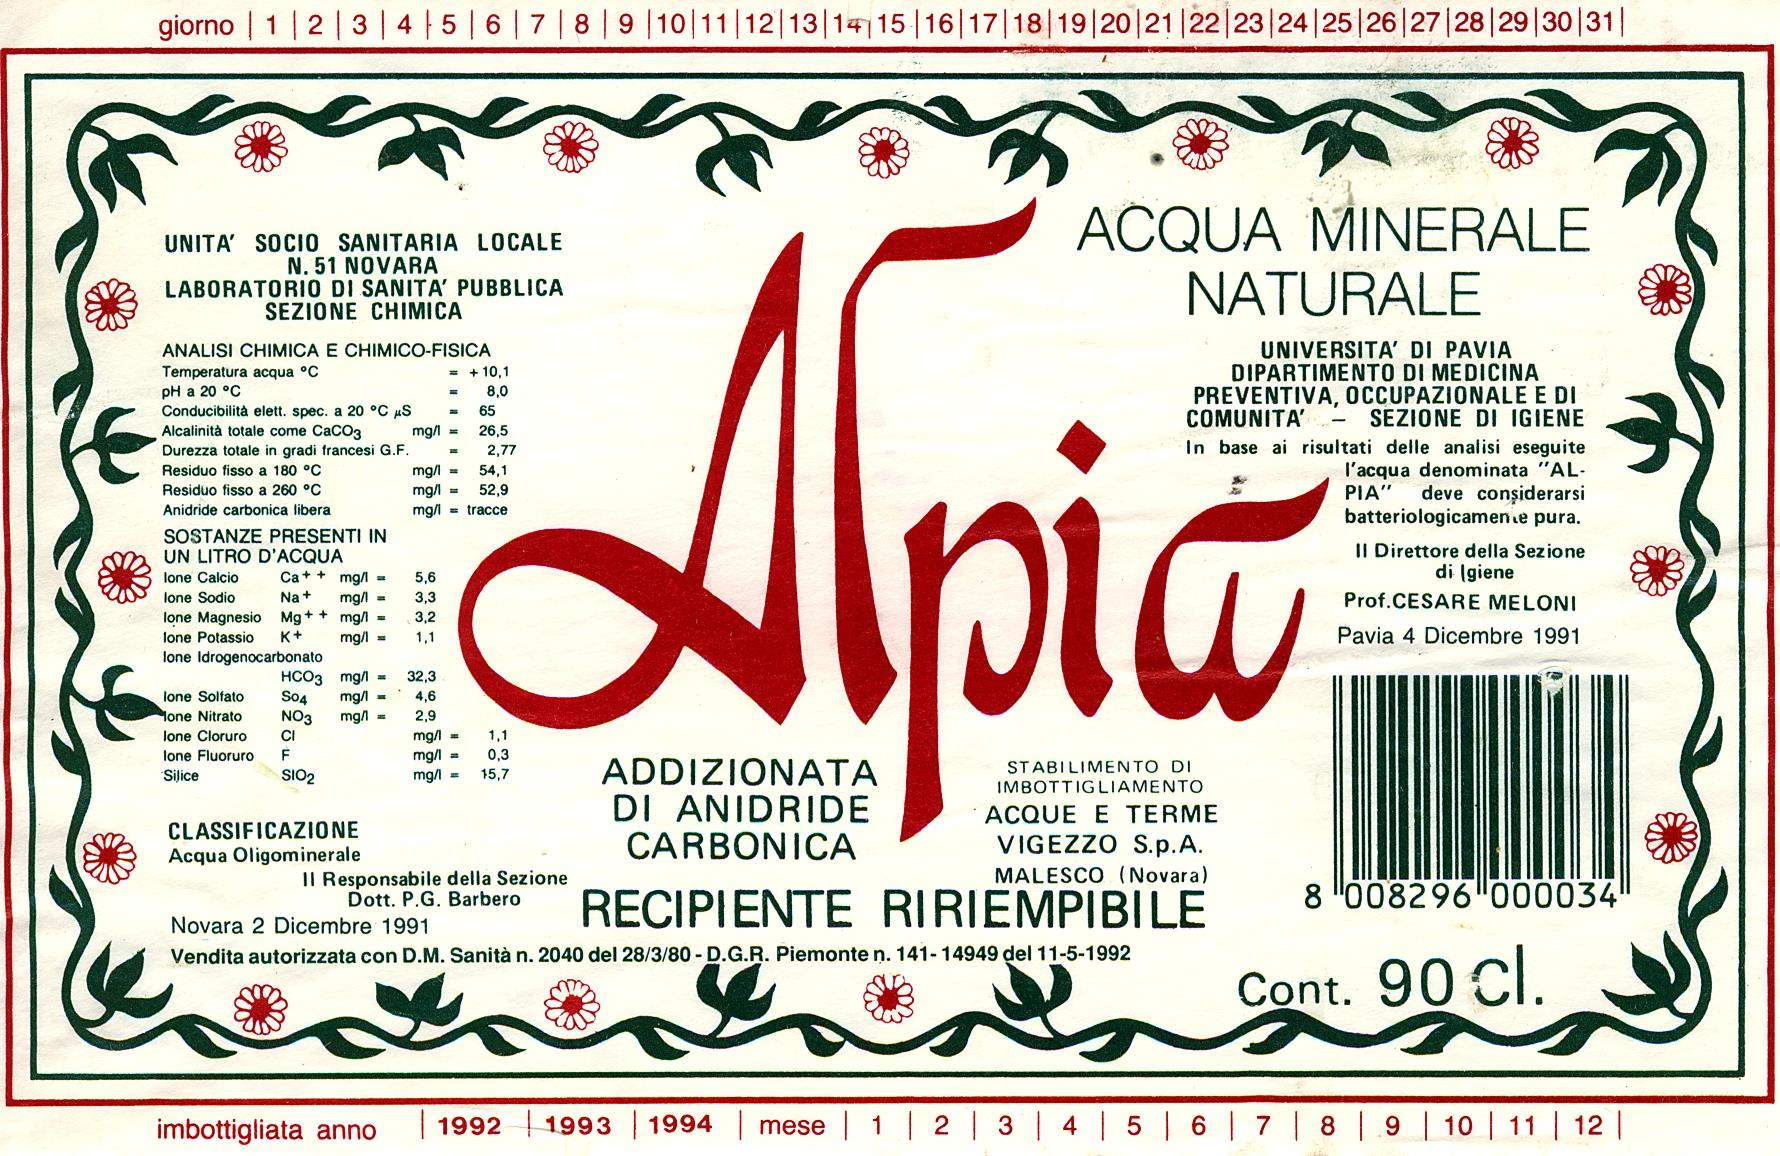 giorno | 1 | 2 | 3 | 4 | 5 | 6 | 7 | 8 | 9 | 10 | 11 | 12 | 13 | 14 | 15 | 16 | 17 | 18 | 19 | 20 | 21 | 22 | 23 | 24 | 25 | 26 | 27 | 28 | 29 | 30 | 31 |
UNITA' SOCIO SANITARIA LOCALE
N. 51 NOVARA
LABORATORIO DI SANITA' PUBBLICA
SEZIONE CHIMICA
ANALISI CHIMICA E CHIMICO-FISICA
Temperatura acqua °C = +10,1
pH a 20 °C = 8,0
Conducibilità elett. spec. a 20 °C µS = 65
Alcalinità totale come CaCO3 mg/l = 26,5
Durezza totale in gradi francesi G.F. = 2,77
Residuo fisso a 180 °C mg/l = 54,1
Residuo fisso a 260 °C mg/l = 52,9
Anidride carbonica libera mg/l = tracce
SOSTANZE PRESENTI IN
UN LITRO D'ACQUA
Ione Calcio Ca++ mg/l = 5,6
Ione Sodio Na+ mg/l = 3,3
Ione Magnesio Mg++ mg/l = 3,2
Ione Potassio K+ mg/l = 1,1
Ione Idrogenocarbonato
HCO3 mg/l = 32,3
Ione Solfato So4 mg/l = 4,6
Ione Nitrato NO3 mg/l = 2,9
Ione Cloruro Cl mg/l = 1,1
Ione Fluoruro F mg/l = 0,3
Silice SIO2 mg/l = 15,7
CLASSIFICAZIONE
Acqua Oligominerale
Il Responsabile della Sezione
Dott. P.G. Barbero
Novara 2 Dicembre 1991
Alpia
ADDIZIONATA
DI ANIDRIDE
CARBONICA
STABILIMENTO DI
IMBOTTIGLIAMENTO
ACQUE E TERME
VIGEZZO S.p.A.
MALESCO (Novara)
RECIPIENTE RIRIEMPIBILE
Vendita autorizzata con D.M. Sanità n. 2040 del 28/3/80 - D.G.R. Piemonte n. 141-14949 del 11-5-1992
ACQUA MINERALE
NATURALE
UNIVERSITA' DI PAVIA
DIPARTIMENTO DI MEDICINA
PREVENTIVA, OCCUPAZIONALE E DI
COMUNITA' – SEZIONE DI IGIENE
In base ai risultati delle analisi eseguite
l'acqua denominata "AL-
PIA" deve considerarsi
batteriologicamente pura.
Il Direttore della Sezione
di Igiene
Prof. CESARE MELONI
Pavia 4 Dicembre 1991
8 008296 000034
Cont. 90 Cl.
imbottigliata anno | 1992 | 1993 | 1994 | mese | 1 | 2 | 3 | 4 | 5 | 6 | 7 | 8 | 9 | 10 | 11 | 12 |